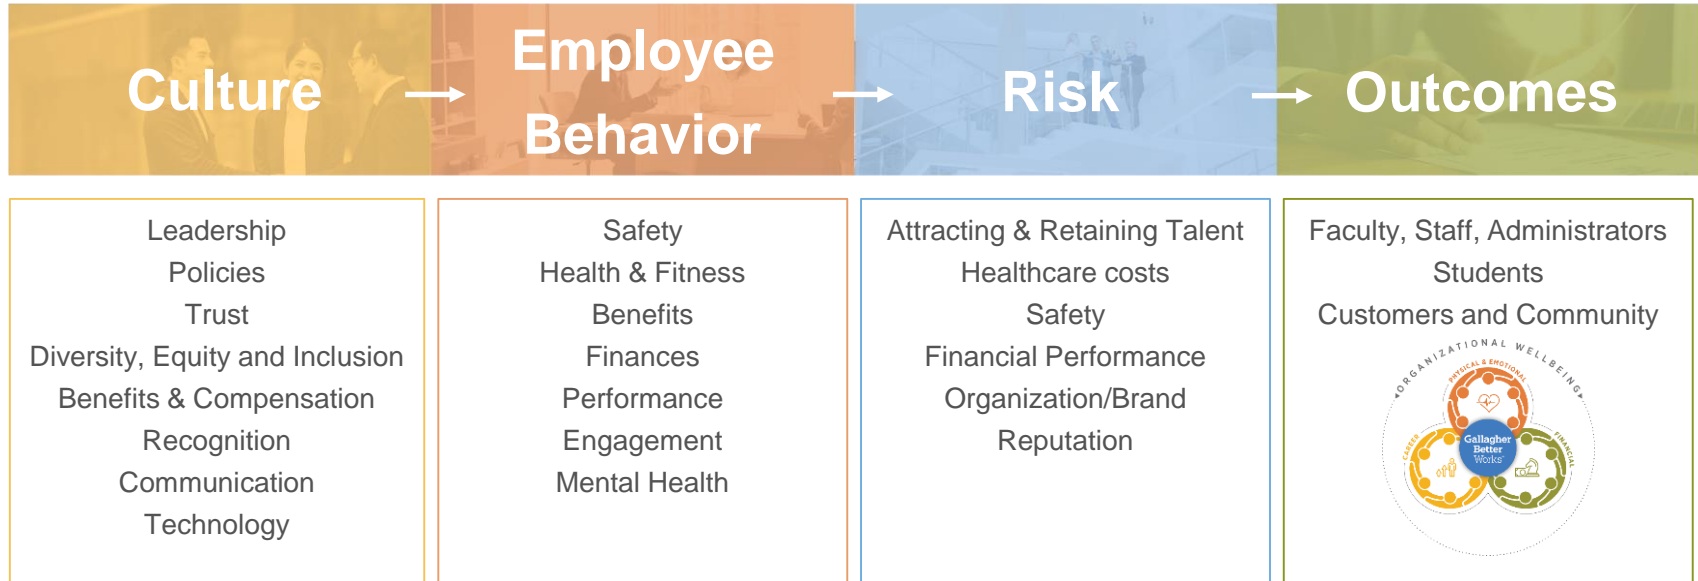 Culture
Employee
Behavior
Risk
Outcomes
Leadership
Policies
Trust
Diversity, Equity and Inclusion
Benefits & Compensation
Recognition
Communication
Technology
Safety
Health & Fitness
Benefits
Finances
Performance
Engagement
Mental Health
Attracting & Retaining Talent
Healthcare costs
Safety
Financial Performance
Organization/Brand
Reputation
Faculty, Staff, Administrators
Students
Customers and Community
ORGANIZATIONAL WELLBEING
PHYSICAL & EMOTIONAL
CAREER
FINANCIAL
Gallagher
Better
Works